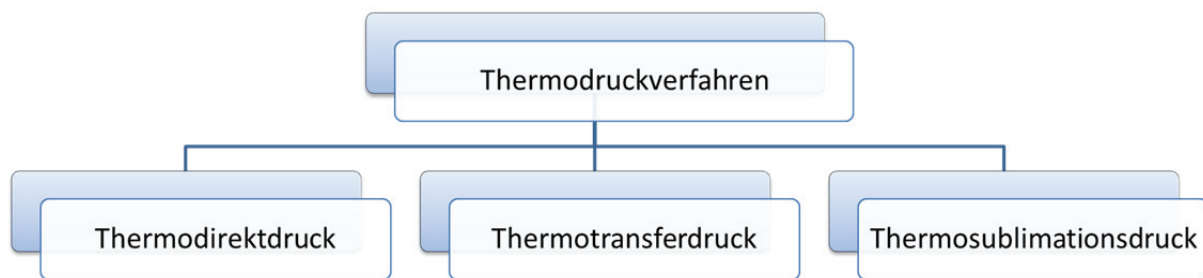 Thermodruckverfahren
Thermodirektdruck
Thermotransferdruck
Thermosublimationsdruck